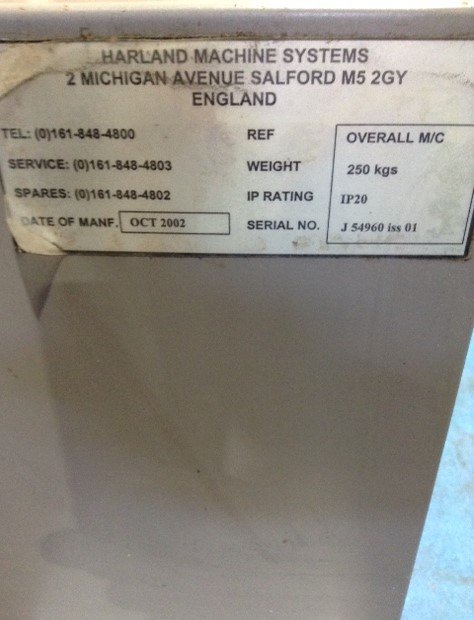 HARLAND MACHINE SYSTEMS
2 MICHIGAN AVENUE SALFORD M5 2GY
ENGLAND
TEL: (0)161-848-4800
SERVICE: (0)161-848-4803
SPARES: (0)161-848-4802
DATE OF MANF. OCT 2002
REF OVERALL M/C
WEIGHT 250 kgs
IP RATING IP20
SERIAL NO. J 54960 iss 01